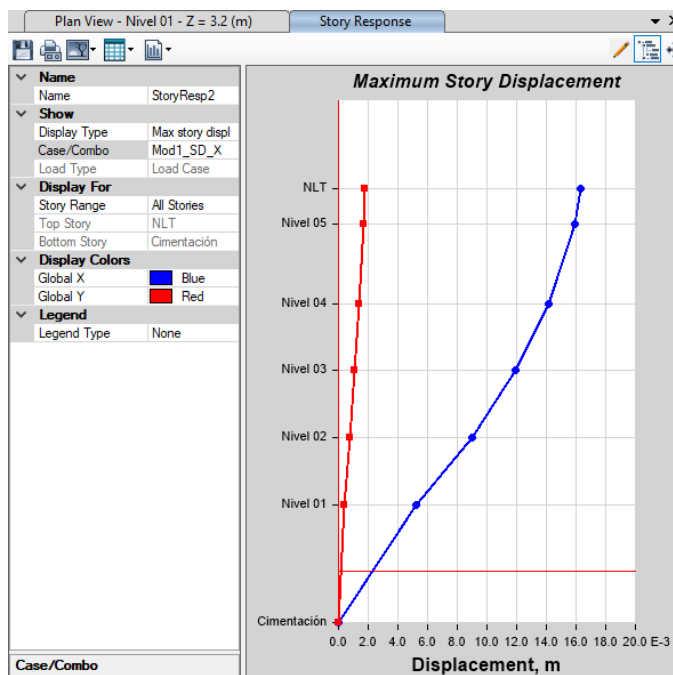 Plan View - Nivel 01 - Z = 3.2 (m)
Story Response
Name
Name StoryResp2
Show
Display Type Max story displ
Case/Combo Mod1_SD_X
Load Type Load Case
Display For
Story Range All Stories
Top Story NLT
Bottom Story Cimentación
Display Colors
Global X Blue
Global Y Red
Legend
Legend Type None
Case/Combo
Maximum Story Displacement
NLT
Nivel 05
Nivel 04
Nivel 03
Nivel 02
Nivel 01
Cimentación
0.0 2.0 4.0 6.0 8.0 10.0 12.0 14.0 16.0 18.0 20.0 E-3
Displacement, m